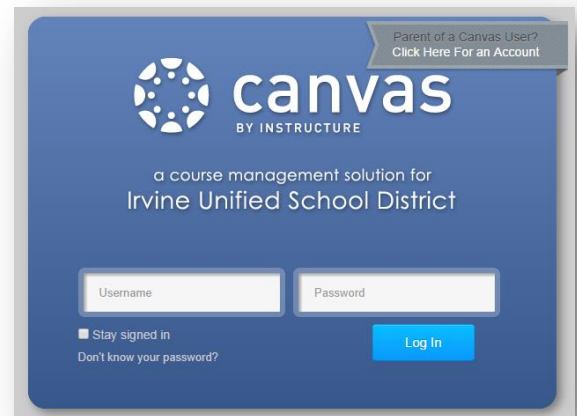 Parent of a Canvas User?
Click Here For an Account
canvas
BY INSTRUCTURE
a course management solution for
Irvine Unified School District
Username
Password
Stay signed in
Log In
Don't know your password?